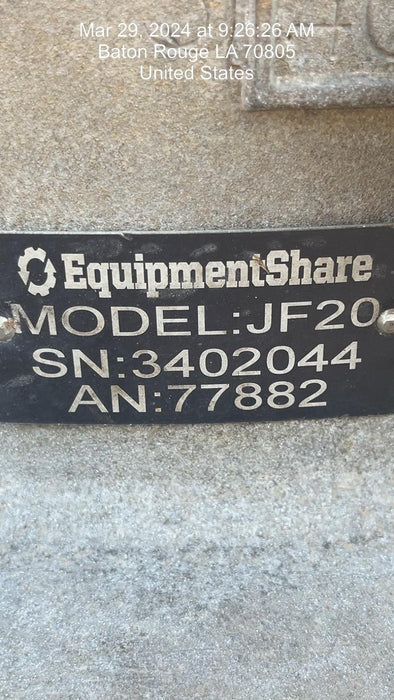 Mar 29, 2024 at 9:26:26 AM
Baton Rouge LA 70805
United States
EquipmentShare
MODEL:JF20
SN:3402044
AN:77882